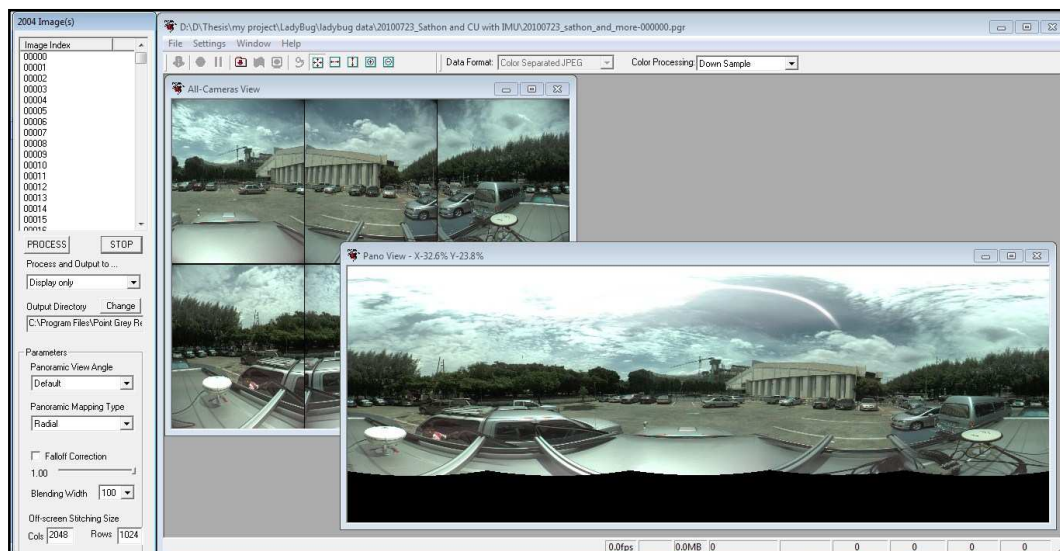 2004 Image(s)
Image Index
00000
00001
00002
00003
00004
00005
00006
00007
00008
00009
00010
00011
00012
00013
00014
00015
00016
PROCESS STOP
Process and Output to ...
Display only
Output Directory Change
C:\Program Files\Point Grey Re
Parameters
Panoramic View Angle
Default
Panoramic Mapping Type
Radial
Falloff Correction
1.00
Blending Width 100
Off-screen Stitching Size
Cols 2048 Rows 1024
D:\D\Thesis\my project\LadyBug\ladybug data\20100723_Sathon and CU with IMU\20100723_sathon_and_more-000000.pgr
File Settings Window Help
Data Format: Color Separated JPEG Color Processing: Down Sample
All-Cameras View
Pano View - X-32.6% Y-23.8%
0.0fps 0.0MB 0 0 0 0 0